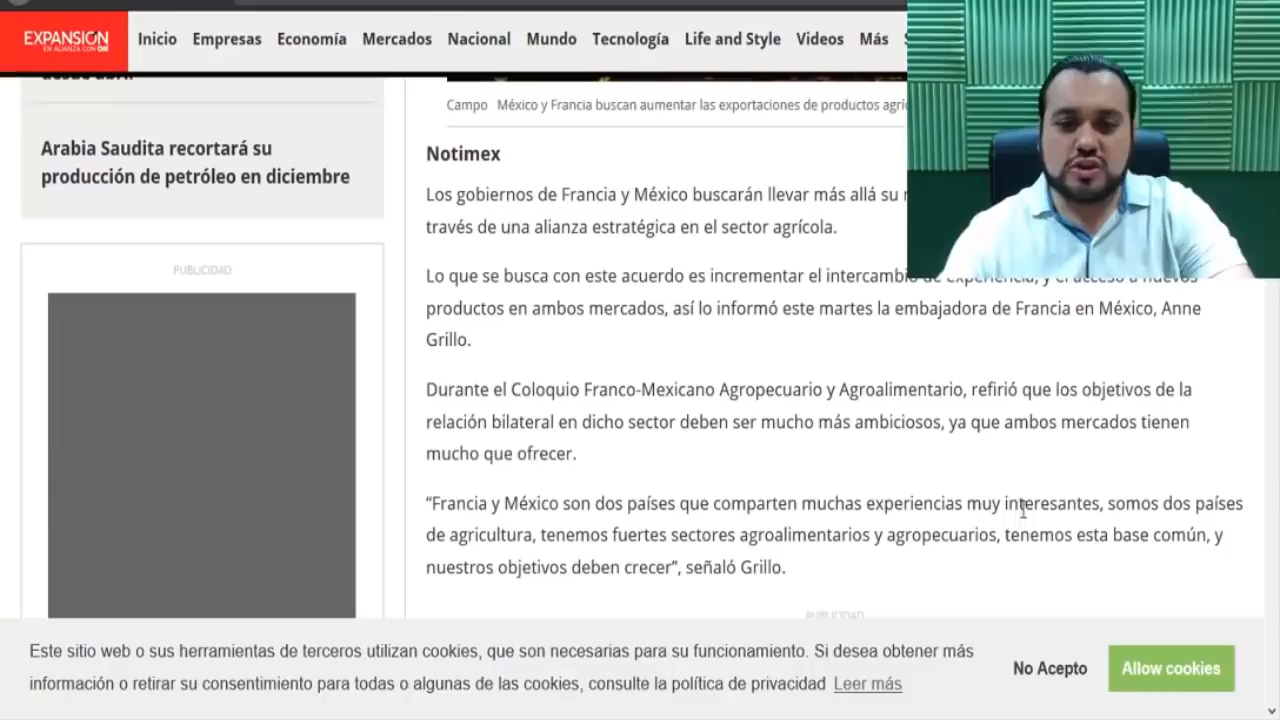 EXPANSIÓN
EN ALIANZA CON CNN
Inicio Empresas Economía Mercados Nacional Mundo Tecnología Life and Style Videos Más
desde abril
Arabia Saudita recortará su
producción de petróleo en diciembre
PUBLICIDAD
Campo México y Francia buscan aumentar las exportaciones de productos
Notimex
Los gobiernos de Francia y México buscarán llevar más allá su
través de una alianza estratégica en el sector agrícola.
Lo que se busca con este acuerdo es incrementar el intercambio de experiencia, y el acceso a nuevos
productos en ambos mercados, así lo informó este martes la embajadora de Francia en México, Anne
Grillo.
Durante el Coloquio Franco-Mexicano Agropecuario y Agroalimentario, refirió que los objetivos de la
relación bilateral en dicho sector deben ser mucho más ambiciosos, ya que ambos mercados tienen
mucho que ofrecer.
“Francia y México son dos países que comparten muchas experiencias muy interesantes, somos dos países
de agricultura, tenemos fuertes sectores agroalimentarios y agropecuarios, tenemos esta base común, y
nuestros objetivos deben crecer”, señaló Grillo.
PUBLICIDAD
Este sitio web o sus herramientas de terceros utilizan cookies, que son necesarias para su funcionamiento. Si desea obtener más
información o retirar su consentimiento para todas o algunas de las cookies, consulte la política de privacidad Leer más
No Acepto
Allow cookies